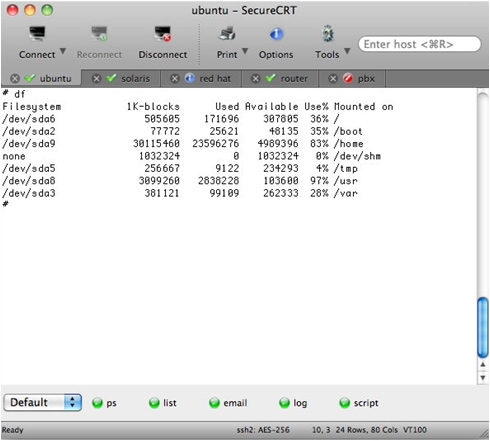 ubuntu – SecureCRT
Connect Reconnect Disconnect Print Options Tools Enter host <⌘R>
ubuntu solaris red hat router pbx
# df
Filesystem 1K-blocks Used Available Use% Mounted on
/dev/sda6 505605 171696 307805 36% /
/dev/sda2 77772 25621 48135 35% /boot
/dev/sda9 30115460 23596276 4989396 83% /home
none 1032324 0 1032324 0% /dev/shm
/dev/sda5 256667 9122 234293 4% /tmp
/dev/sda8 3099260 2838228 103600 97% /usr
/dev/sda3 381121 99109 262333 28% /var
#
Default ps list email log script
Ready ssh2: AES-256 10, 3 24 Rows, 80 Cols VT100